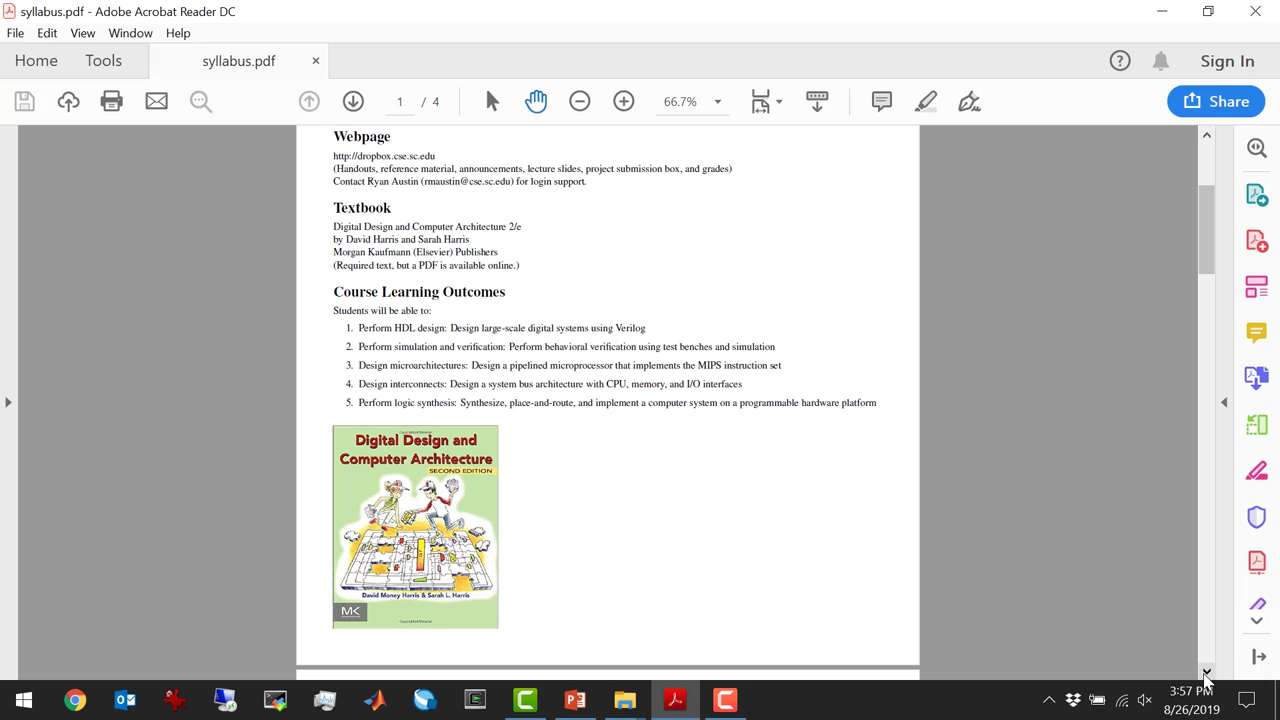 syllabus.pdf - Adobe Acrobat Reader DC
File Edit View Window Help
Home Tools syllabus.pdf × Sign In
1 / 4 66.7% Share
Webpage
http://dropbox.cse.sc.edu
(Handouts, reference material, announcements, lecture slides, project submission box, and grades)
Contact Ryan Austin (rmaustin@cse.sc.edu) for login support.
Textbook
Digital Design and Computer Architecture 2/e
by David Harris and Sarah Harris
Morgan Kaufmann (Elsevier) Publishers
(Required text, but a PDF is available online.)
Course Learning Outcomes
Students will be able to:
1. Perform HDL design: Design large-scale digital systems using Verilog
2. Perform simulation and verification: Perform behavioral verification using test benches and simulation
3. Design microarchitectures: Design a pipelined microprocessor that implements the MIPS instruction set
4. Design interconnects: Design a system bus architecture with CPU, memory, and I/O interfaces
5. Perform logic synthesis: Synthesize, place-and-route, and implement a computer system on a programmable hardware platform
Digital Design and
Computer Architecture
SECOND EDITION
David Money Harris & Sarah L. Harris
MK
3:57 PM
8/26/2019